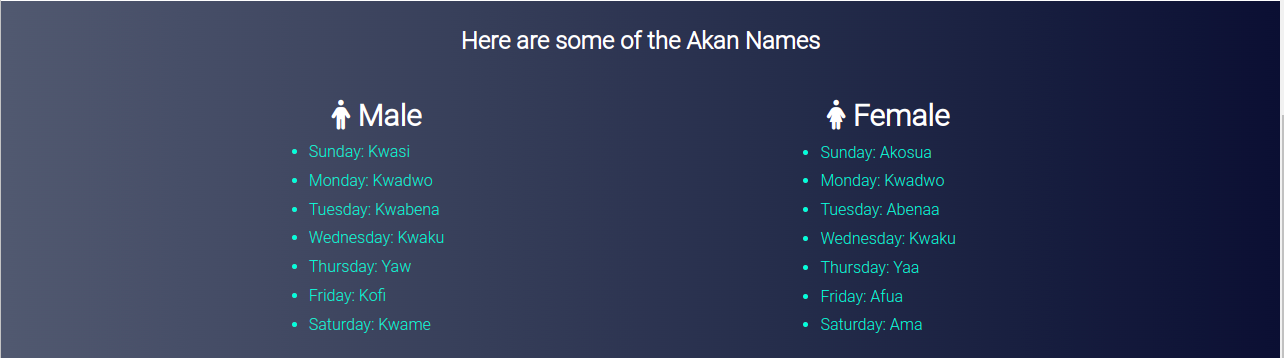 Here are some of the Akan Names
Male
Sunday: Kwasi
Monday: Kwadwo
Tuesday: Kwabena
Wednesday: Kwaku
Thursday: Yaw
Friday: Kofi
Saturday: Kwame
Female
Sunday: Akosua
Monday: Kwadwo
Tuesday: Abenaa
Wednesday: Kwaku
Thursday: Yaa
Friday: Afua
Saturday: Ama